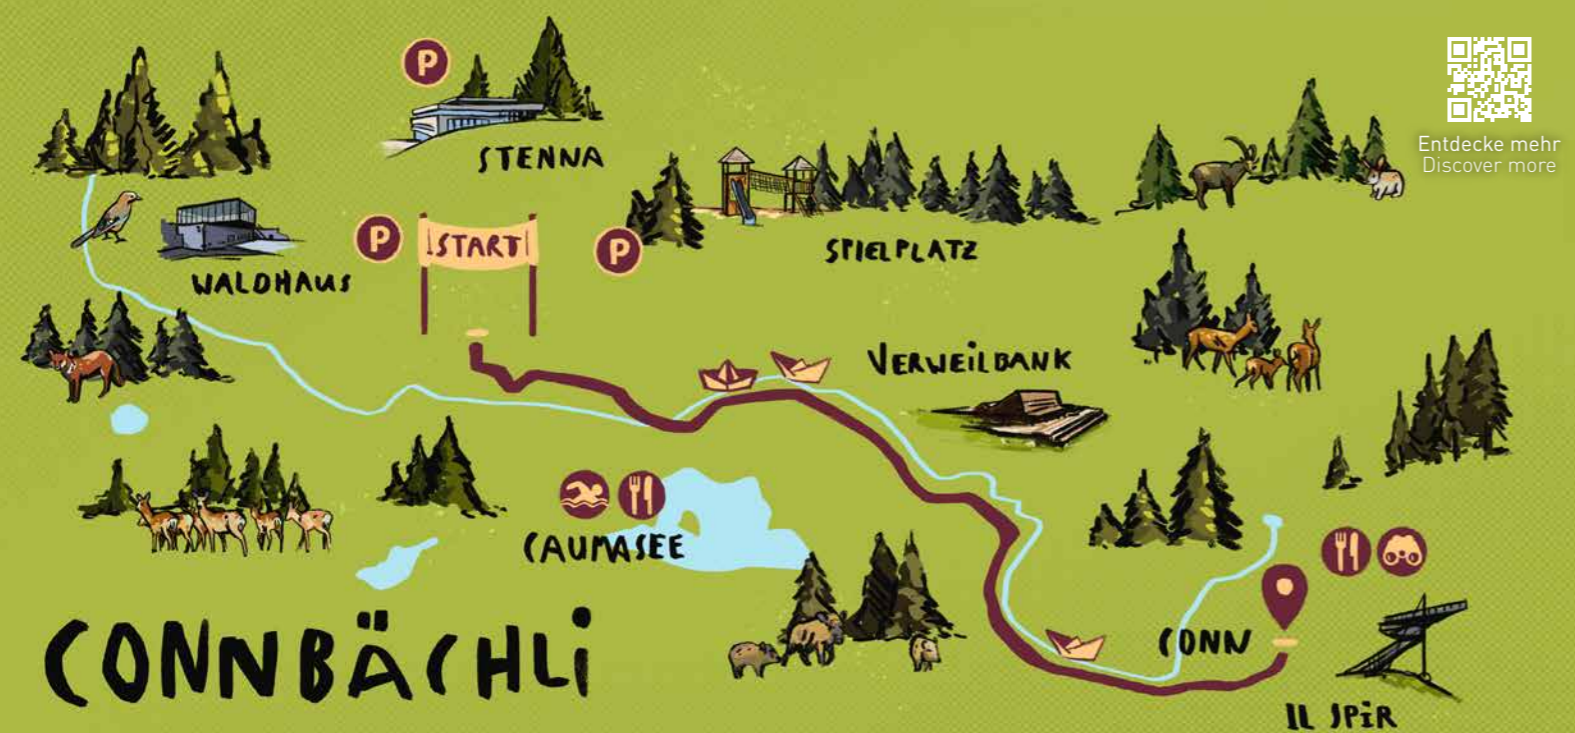 P
STENNA
Entdecke mehr
Discover more
P
START
P
SPIELPLATZ
WALDHAUS
VERWEiLBANK
CAUMASEE
CONNBÄCHLi
CONN
IL SPiR